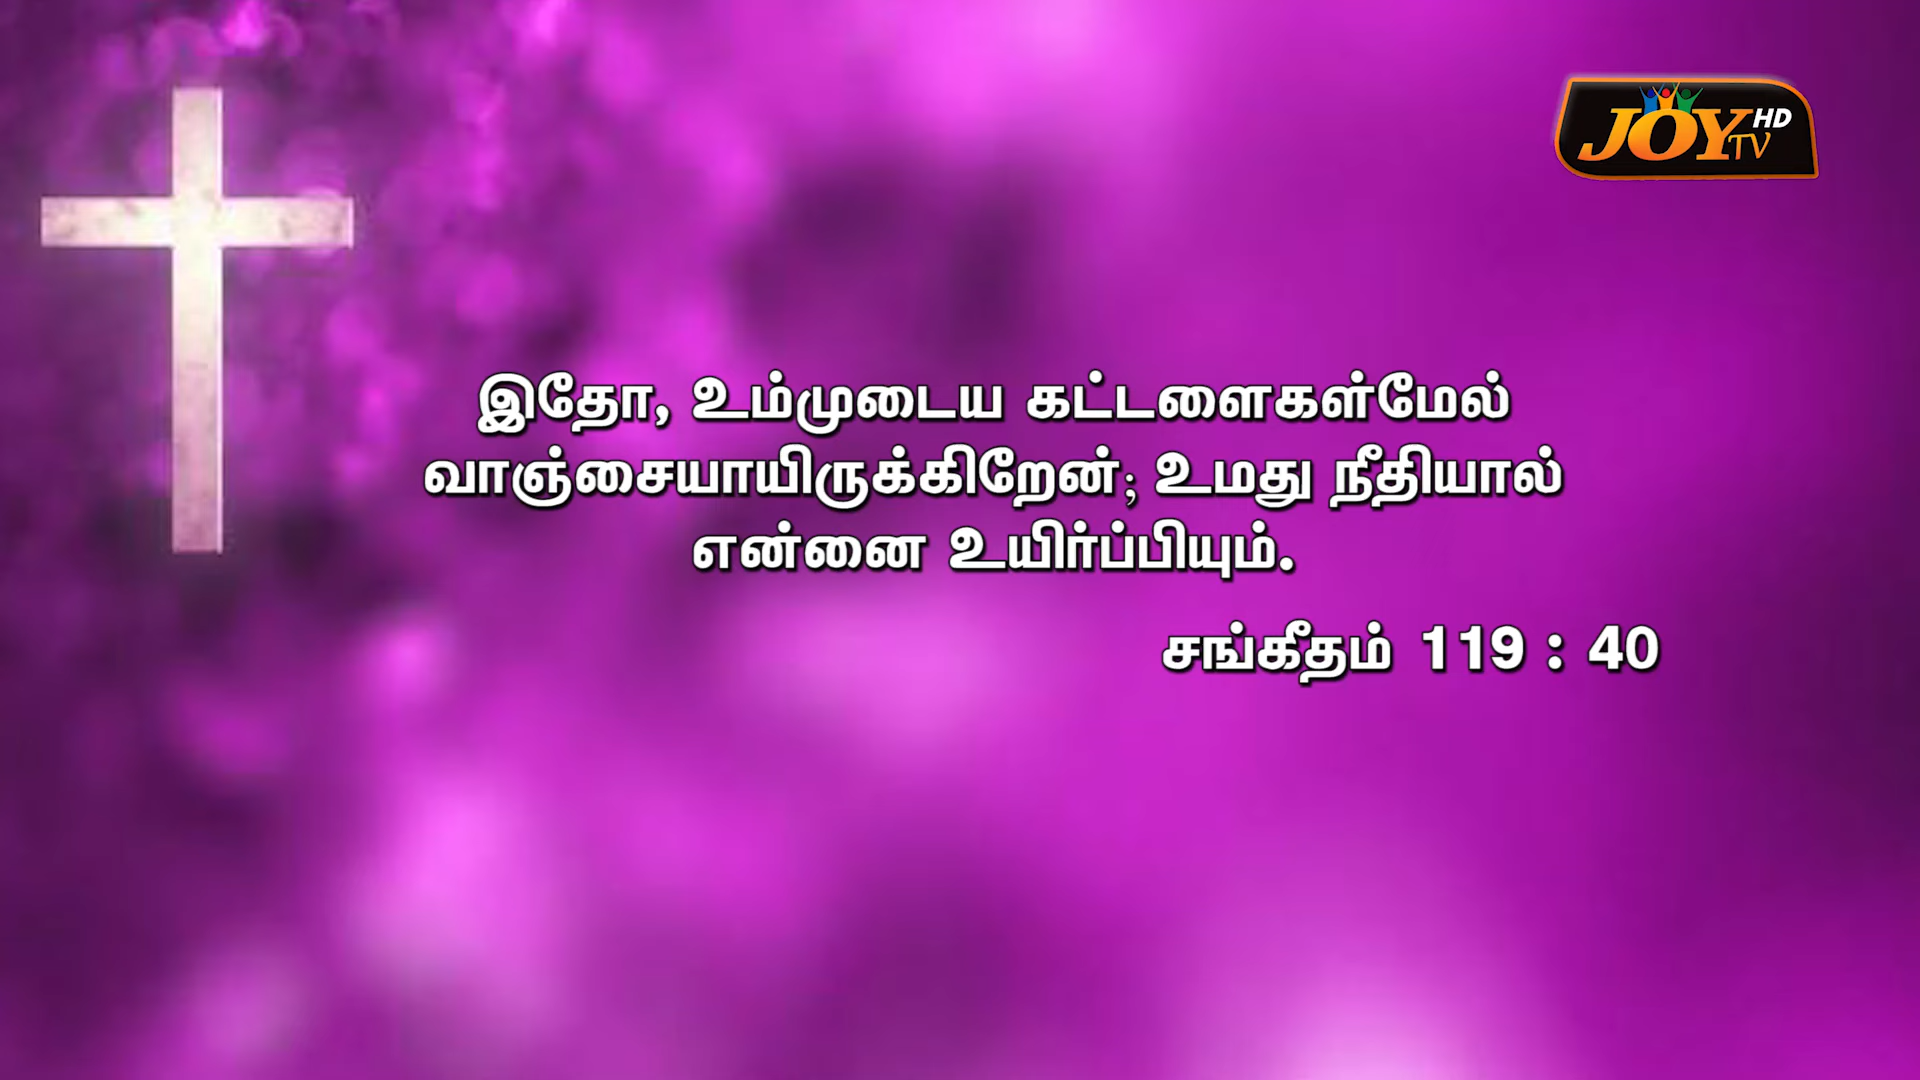 JOY TV HD
இதோ, உம்முடைய கட்டளைகள்மேல்
வாஞ்சையாயிருக்கிறேன்; உமது நீதியால்
என்னை உயிர்ப்பியும்.
சங்கீதம் 119 : 40